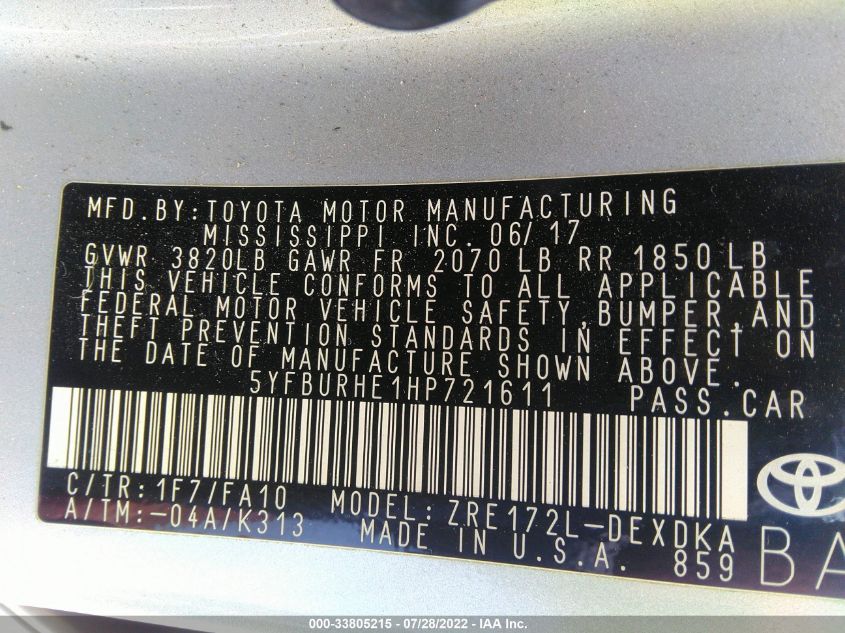 MFD.BY:TOYOTA MOTOR MANUFACTURING
MISSISSIPPI INC. 06/17
GVWR 3820LB GAWR FR 2070 LB RR 1850 LB
THIS VEHICLE CONFORMS TO ALL APPLICABLE
FEDERAL MOTOR VEHICLE SAFETY,BUMPER,AND
THEFT PREVENTION STANDARDS IN EFFECT ON
THE DATE OF MANUFACTURE SHOWN ABOVE.
5YFBURHE1HP721611 PASS.CAR
C/TR:1F7/FA10 MODEL:ZRE172L-DEXDKA
A/TM:-04A/K313 MADE IN U.S.A. 859
BA
000-33805215 - 07/28/2022 - IAA Inc.